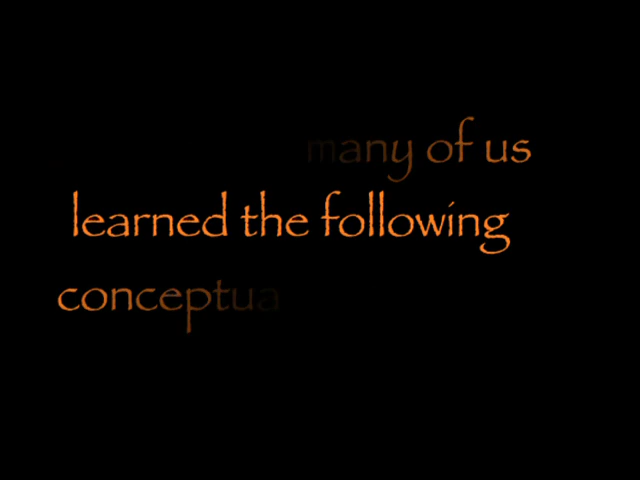 many of us
learned the following
conceptua